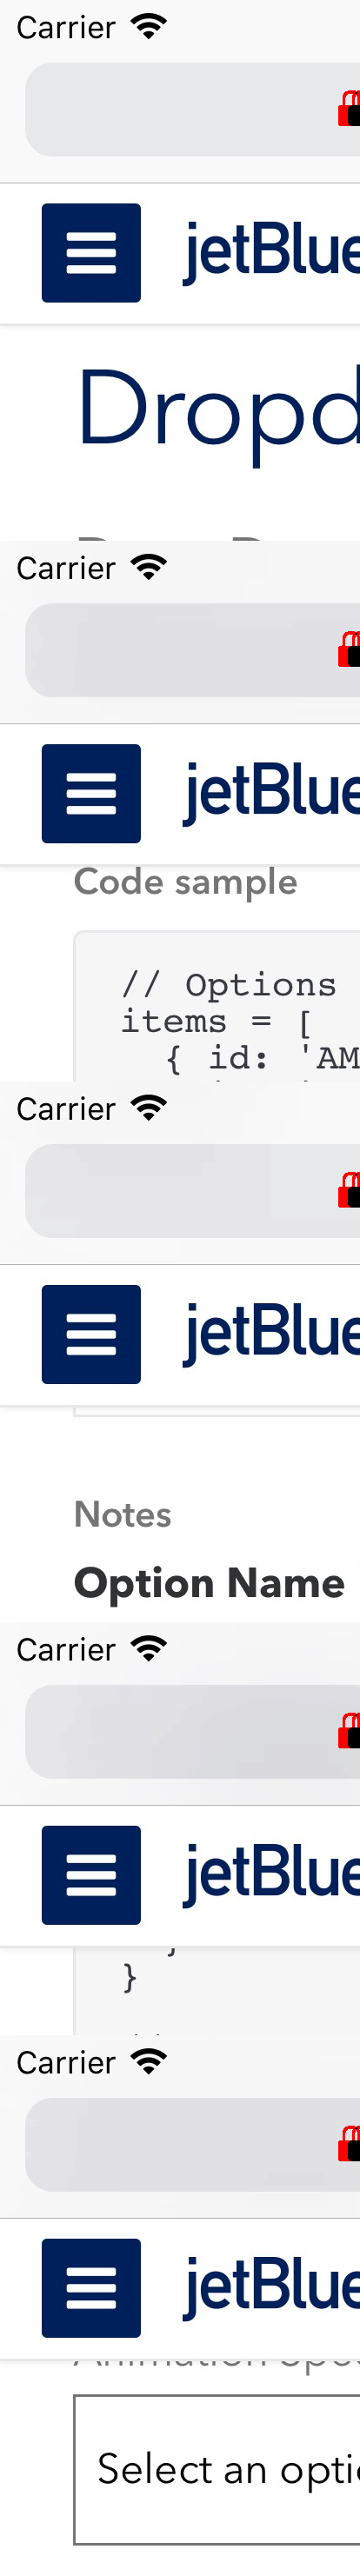 Carrier
jetBlue
Dropd
Carrier
jetBlue
Code sample
// Options
items = [
{ id: 'AM
Carrier
jetBlue
Notes
Option Name
Carrier
jetBlue
}
Carrier
jetBlue
Select an optio